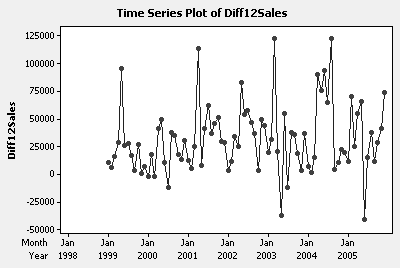 Time Series Plot of Diff12Sales
Diff12Sales
125000
100000
75000
50000
25000
0
-25000
-50000
Month Jan Jan Jan Jan Jan Jan Jan Jan
Year 1998 1999 2000 2001 2002 2003 2004 2005